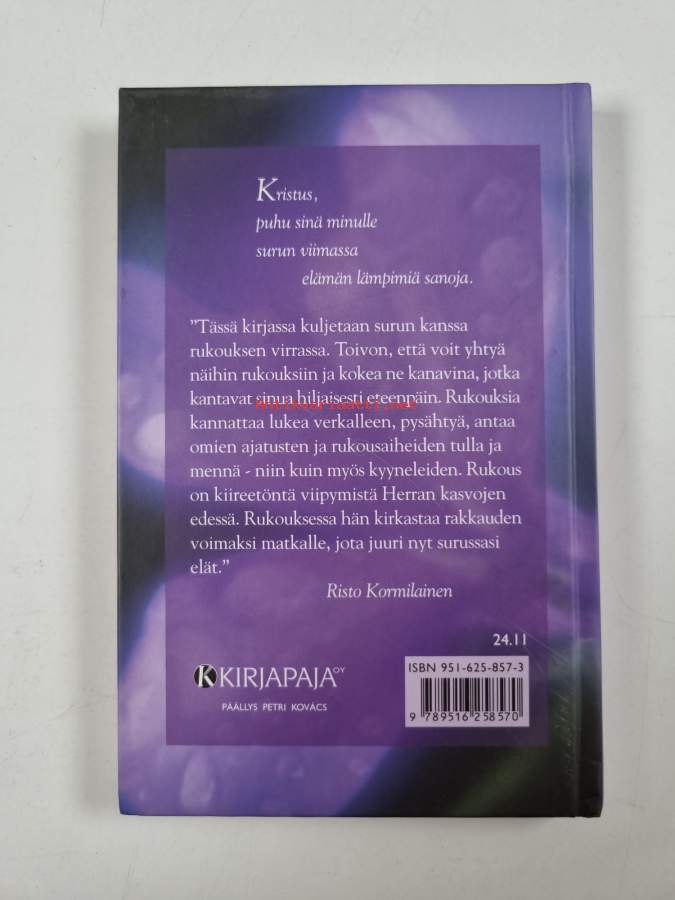 Kristus,
puhu sinä minulle
surun viimassa
elämän lämpimiä sanoja.
"Tässä kirjassa kuljetaan surun kanssa
rukouksen virrassa. Toivon, että voit yhtyä
näihin rukouksiin ja kokea ne kanavina, jotka
kantavat sinua hiljaisesti eteenpäin. Rukouksia
Antikvariaatti.net
kannattaa lukea verkalleen, pysähtyä, antaa
omien ajatusten ja rukousaiheiden tulla ja
mennä - niin kuin myös kyyneleiden. Rukous
on kiireetöntä viipymistä Herran kasvojen
edessä. Rukouksessa hän kirkastaa rakkauden
voimaksi matkalle, jota juuri nyt surussasi
elät."
Risto Kormilainen
24.11
K KIRJAPAJA OY
PÄÄLLYS PETRI KOVÁCS
ISBN 951-625-857-3
9 789516 258570